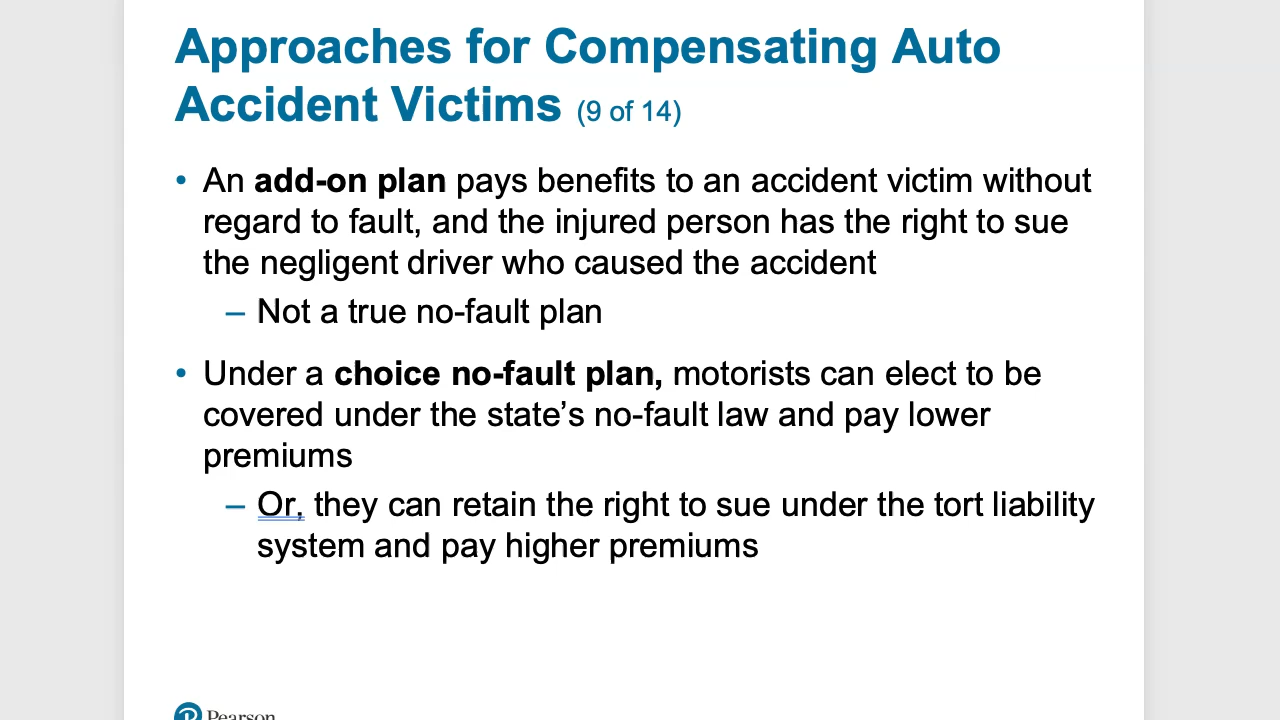 Approaches for Compensating Auto
Accident Victims (9 of 14)
• An add-on plan pays benefits to an accident victim without
regard to fault, and the injured person has the right to sue
the negligent driver who caused the accident
– Not a true no-fault plan
• Under a choice no-fault plan, motorists can elect to be
covered under the state’s no-fault law and pay lower
premiums
– Or, they can retain the right to sue under the tort liability
system and pay higher premiums
Pearson